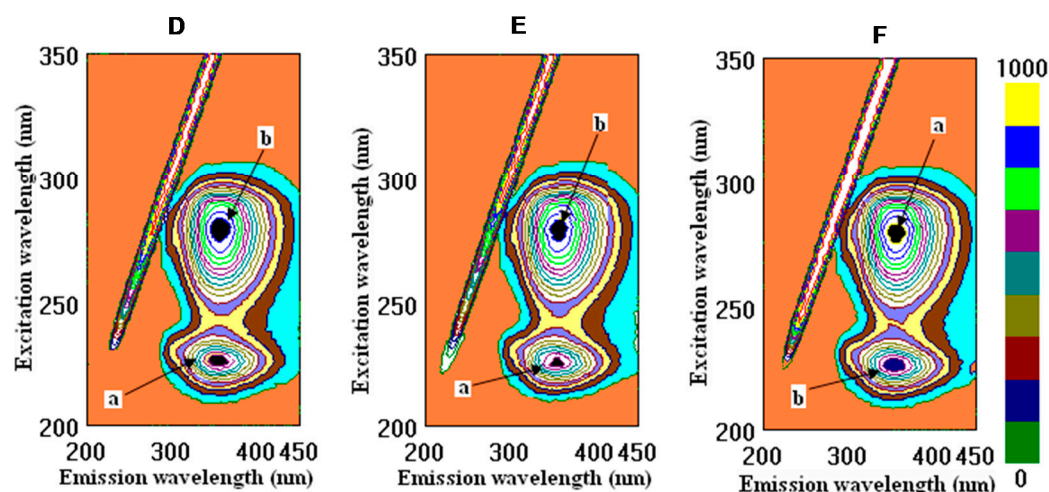 D
E
F
350
300
250
200
Excitation wavelength (nm)
b
a
200 300 400 450
Emission wavelength (nm)
350
300
250
200
Excitation wavelength (nm)
b
a
200 300 400 450
Emission wavelength (nm)
350
300
250
200
Excitation wavelength (nm)
a
b
200 300 400 450
Emission wavelength (nm)
1000
0